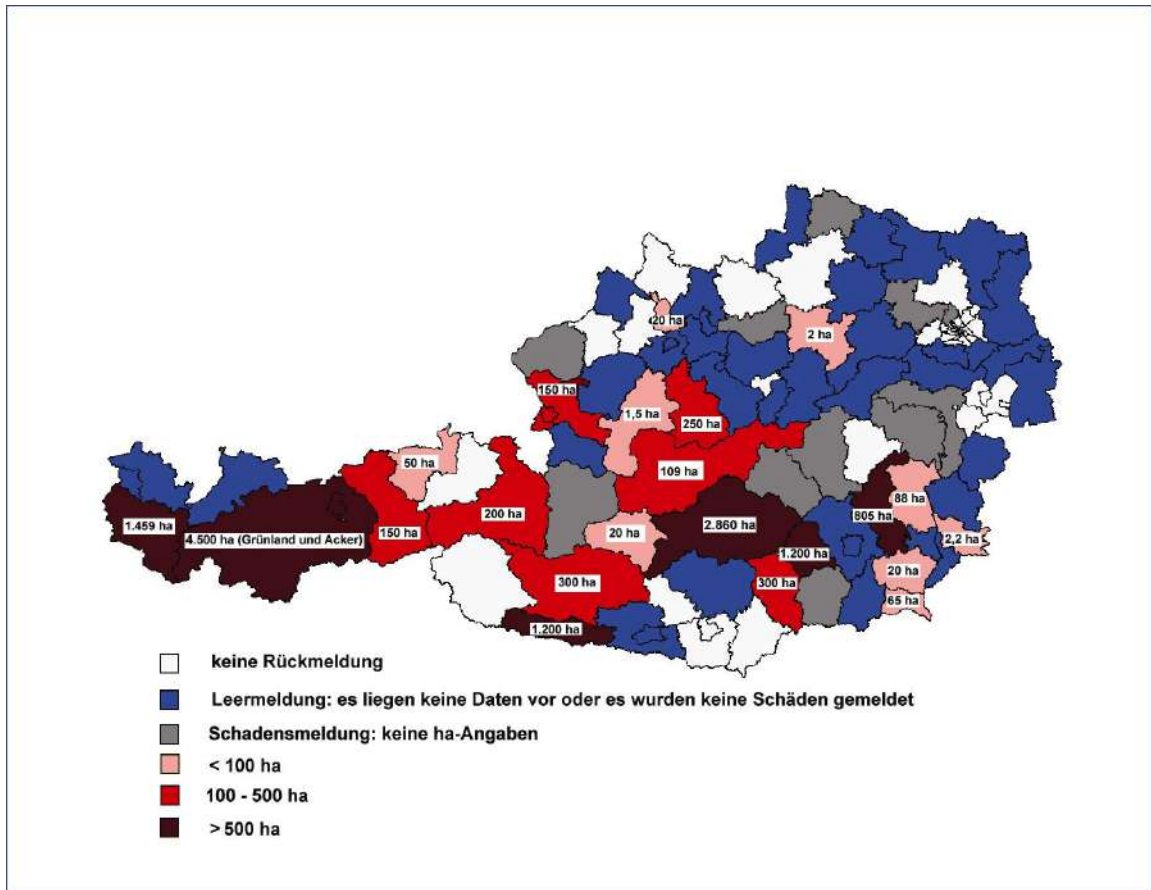 20 ha
2 ha
150 ha
1,5 ha
250 ha
50 ha
109 ha
88 ha
1.459 ha
200 ha
805 ha
4.500 ha (Grünland und Acker)
150 ha
20 ha
2.860 ha
2,2 ha
1.200 ha
20 ha
300 ha
300 ha
65 ha
1.200 ha
keine Rückmeldung
Leermeldung: es liegen keine Daten vor oder es wurden keine Schäden gemeldet
Schadensmeldung: keine ha-Angaben
< 100 ha
100 - 500 ha
> 500 ha